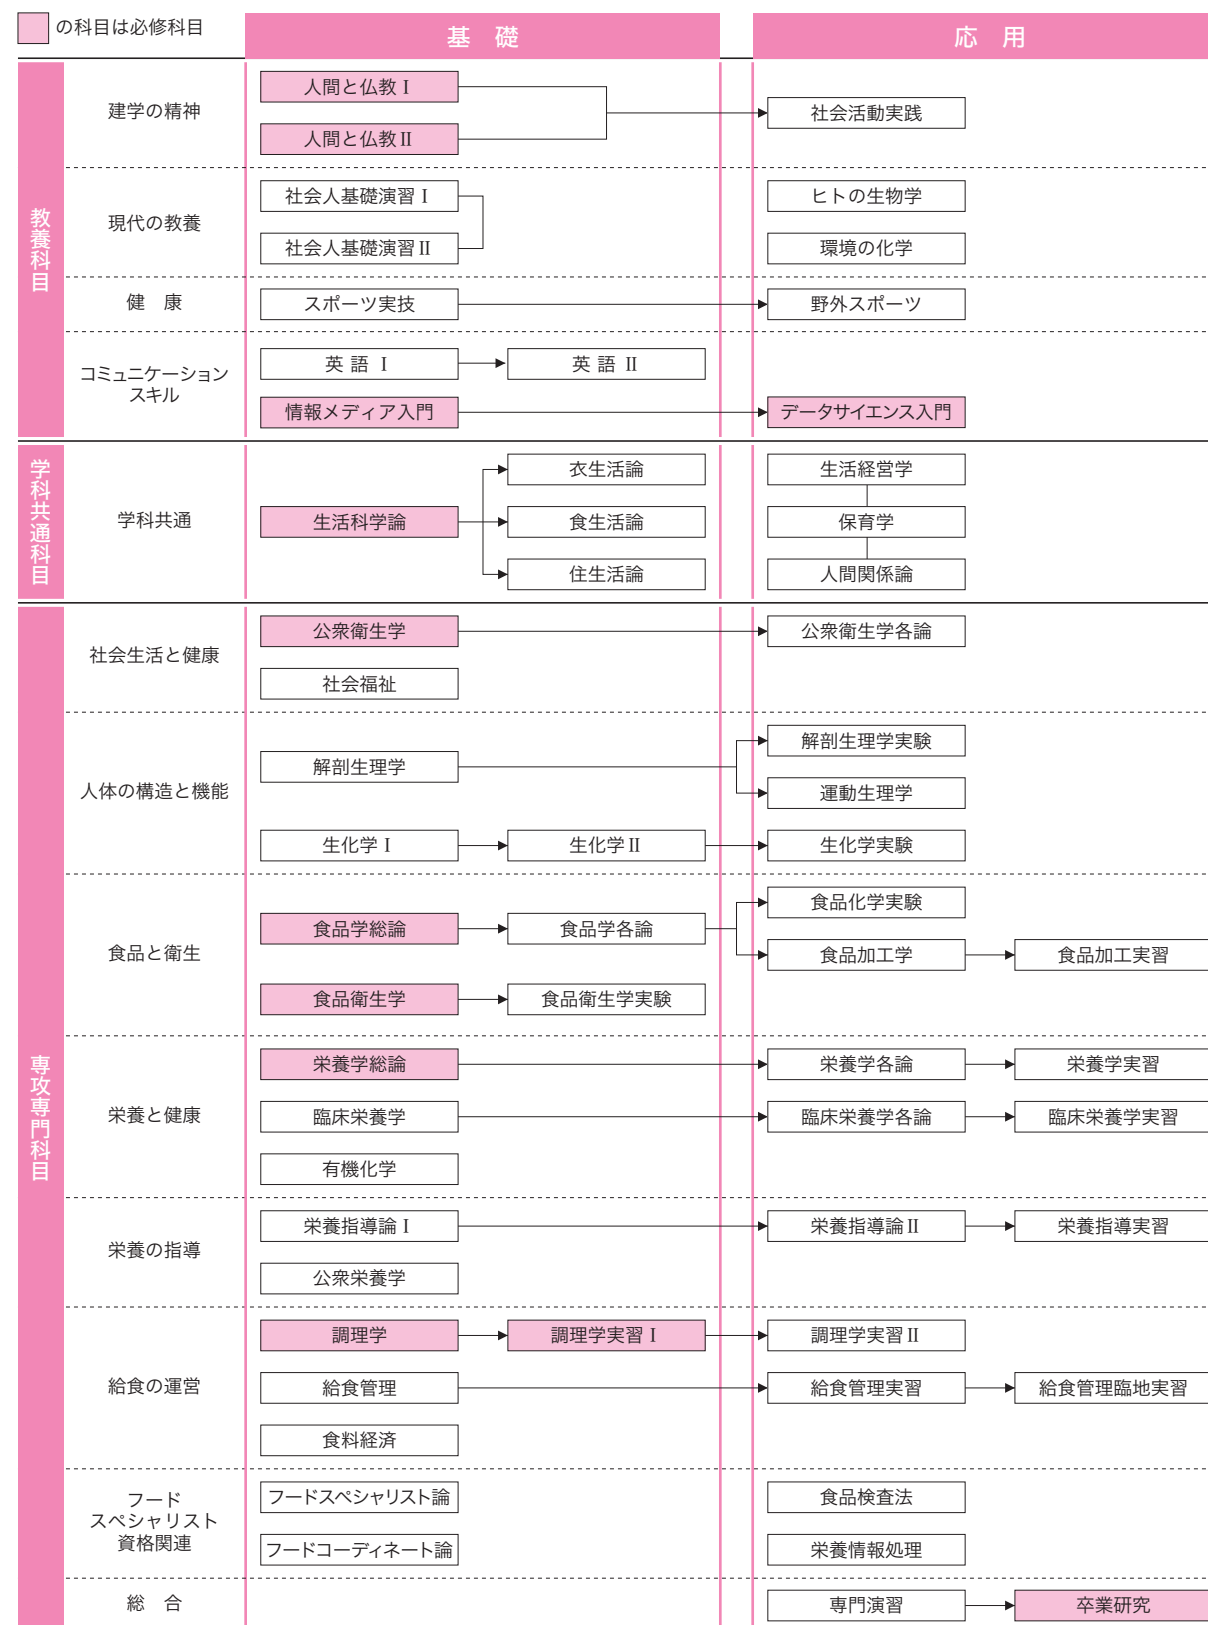 の科目は必修科目
基 礎
応 用
教養科目
建学の精神
人間と仏教 I
人間と仏教 II
社会活動実践
現代の教養
社会人基礎演習 I
社会人基礎演習 II
ヒトの生物学
環境の化学
健 康
スポーツ実技
野外スポーツ
コミュニケーション
スキル
英 語 I
英 語 II
情報メディア入門
データサイエンス入門
学科共通科目
学科共通
生活科学論
衣生活論
食生活論
住生活論
生活経営学
保育学
人間関係論
専攻専門科目
社会生活と健康
公衆衛生学
公衆衛生学各論
社会福祉
人体の構造と機能
解剖生理学
解剖生理学実験
運動生理学
生化学 I
生化学 II
生化学実験
食品と衛生
食品学総論
食品学各論
食品化学実験
食品加工学
食品加工実習
食品衛生学
食品衛生学実験
栄養と健康
栄養学総論
栄養学各論
栄養学実習
臨床栄養学
臨床栄養学各論
臨床栄養学実習
有機化学
栄養の指導
栄養指導論 I
栄養指導論 II
栄養指導実習
公衆栄養学
給食の運営
調理学
調理学実習 I
調理学実習 II
給食管理
給食管理実習
給食管理臨地実習
食料経済
フード
スペシャリスト
資格関連
フードスペシャリスト論
食品検査法
フードコーディネート論
栄養情報処理
総 合
専門演習
卒業研究